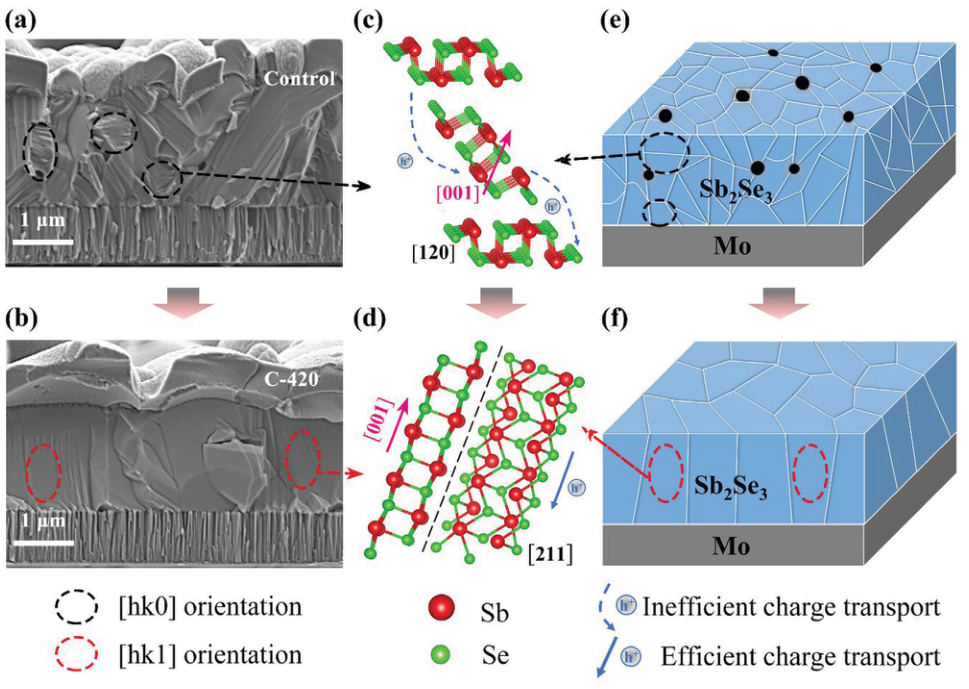 (a)
Control
1 µm
(c)
h⁺
[001]
h⁺
[120]
(e)
Sb₂Se₃
Mo
(b)
C-420
1 µm
(d)
[001]
h⁺
[211]
(f)
Sb₂Se₃
Mo
[hk0] orientation
[hk1] orientation
Sb
Se
h⁺ Inefficient charge transport
h⁺ Efficient charge transport